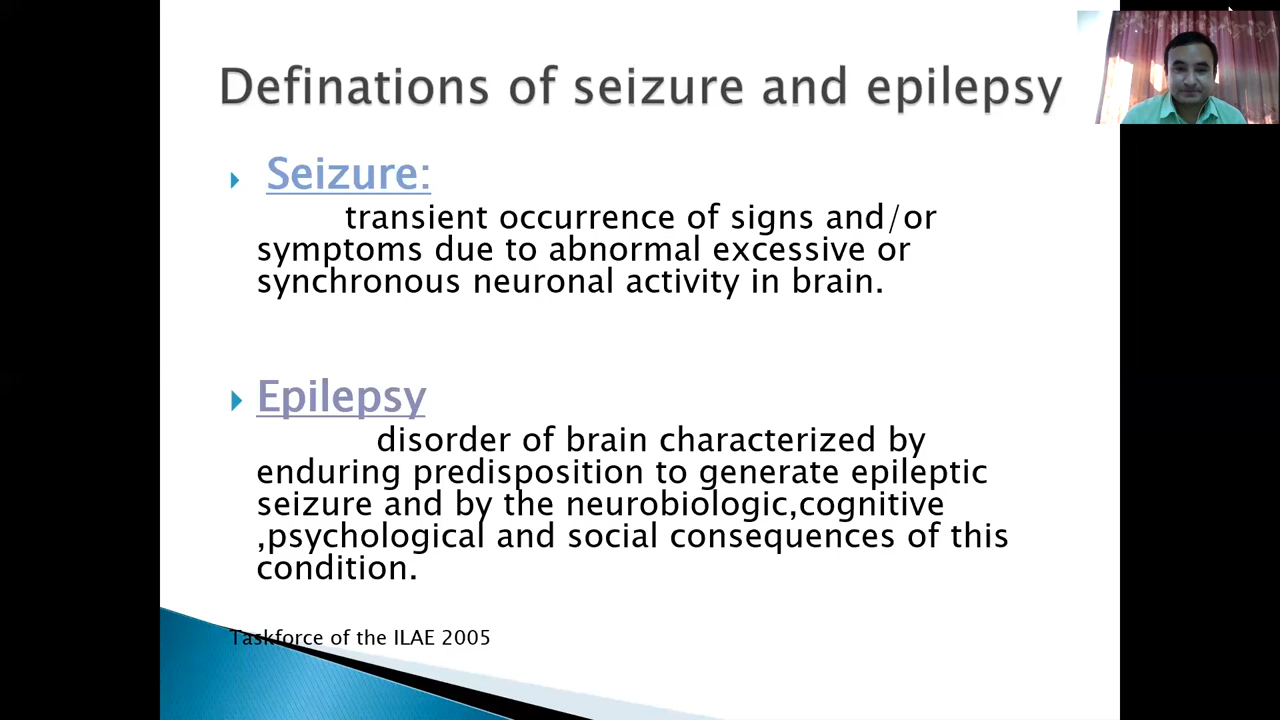 Definations of seizure and epilepsy
Seizure:
transient occurrence of signs and/or
symptoms due to abnormal excessive or
synchronous neuronal activity in brain.
Epilepsy
disorder of brain characterized by
enduring predisposition to generate epileptic
seizure and by the neurobiologic,cognitive
,psychological and social consequences of this
condition.
Taskforce of the ILAE 2005